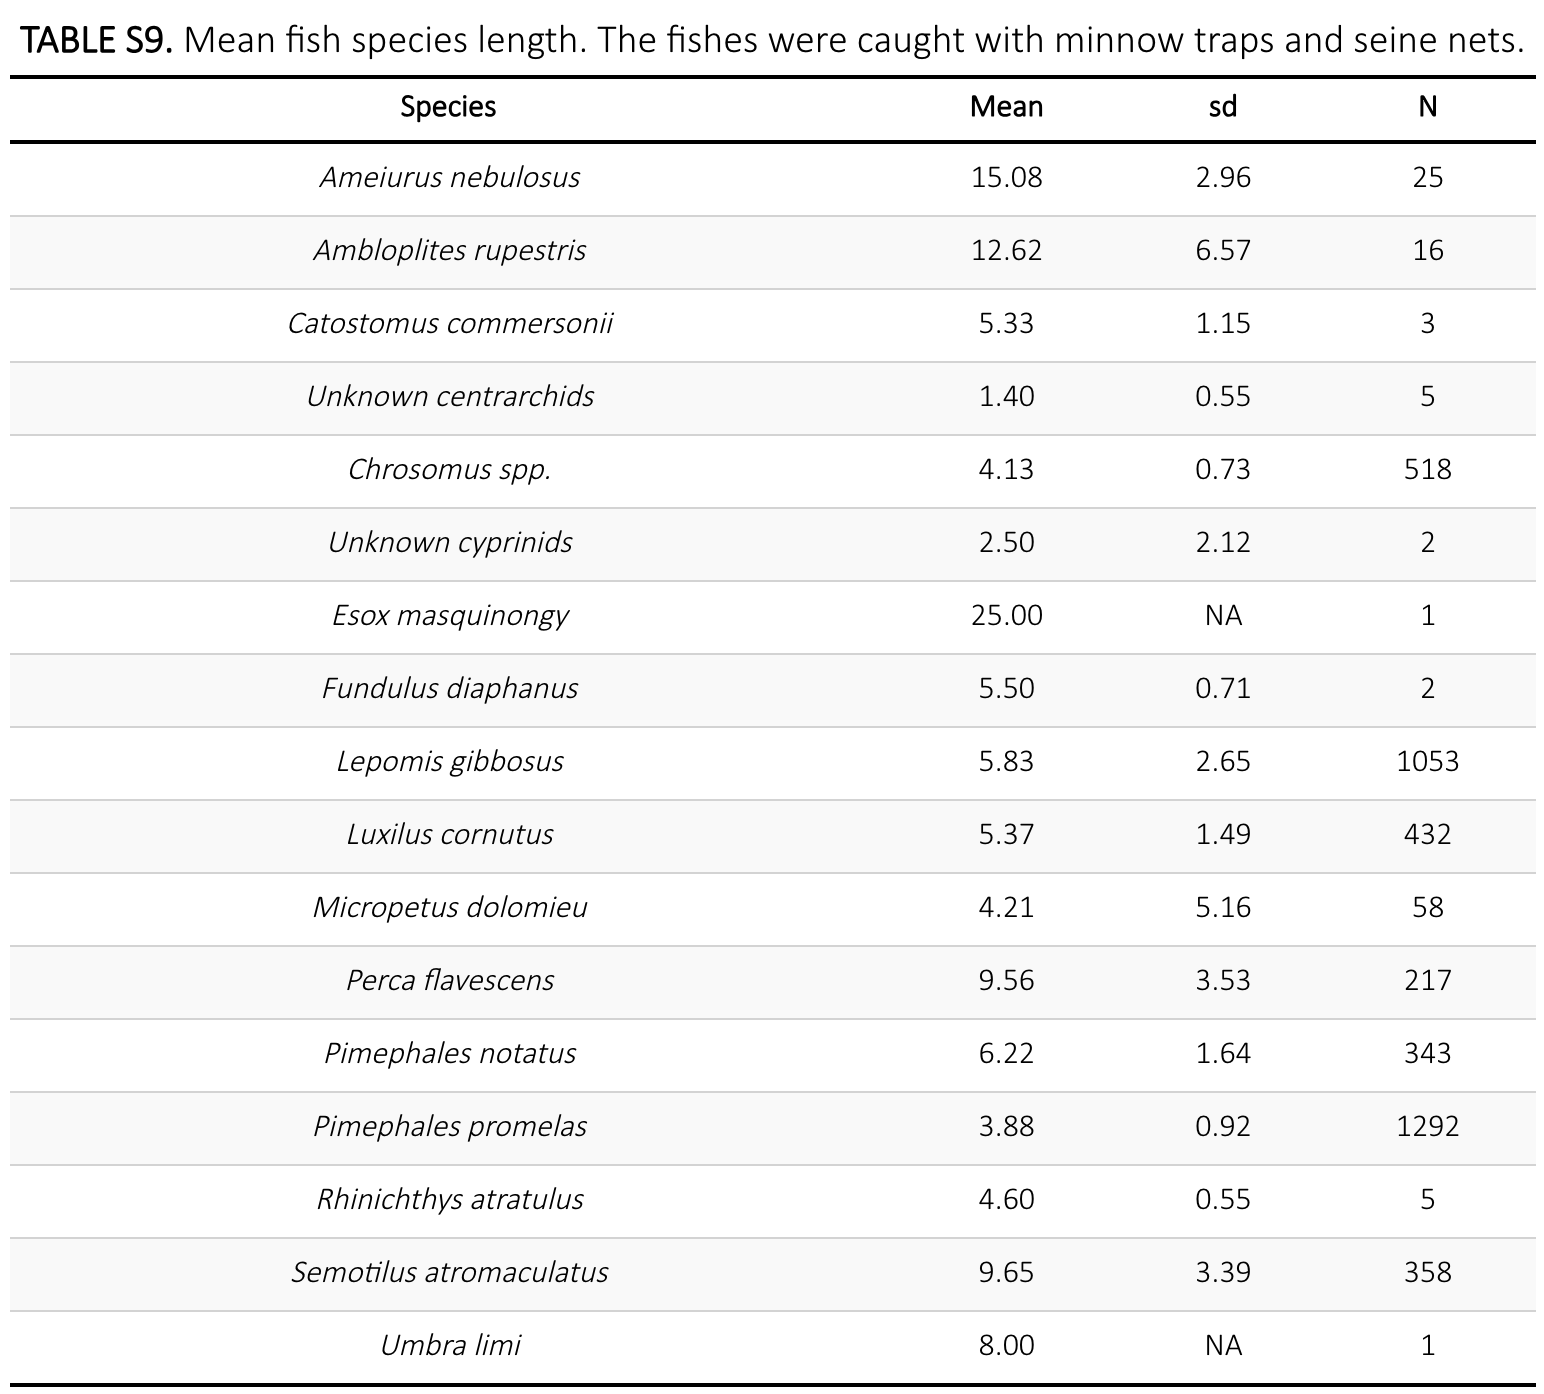 TABLE S9. Mean fish species length. The fishes were caught with minnow traps and seine nets.
Species Mean sd N
Ameiurus nebulosus 15.08 2.96 25
Ambloplites rupestris 12.62 6.57 16
Catostomus commersonii 5.33 1.15 3
Unknown centrarchids 1.40 0.55 5
Chrosomus spp. 4.13 0.73 518
Unknown cyprinids 2.50 2.12 2
Esox masquinongy 25.00 NA 1
Fundulus diaphanus 5.50 0.71 2
Lepomis gibbosus 5.83 2.65 1053
Luxilus cornutus 5.37 1.49 432
Micropetus dolomieu 4.21 5.16 58
Perca flavescens 9.56 3.53 217
Pimephales notatus 6.22 1.64 343
Pimephales promelas 3.88 0.92 1292
Rhinichthys atratulus 4.60 0.55 5
Semotilus atromaculatus 9.65 3.39 358
Umbra limi 8.00 NA 1